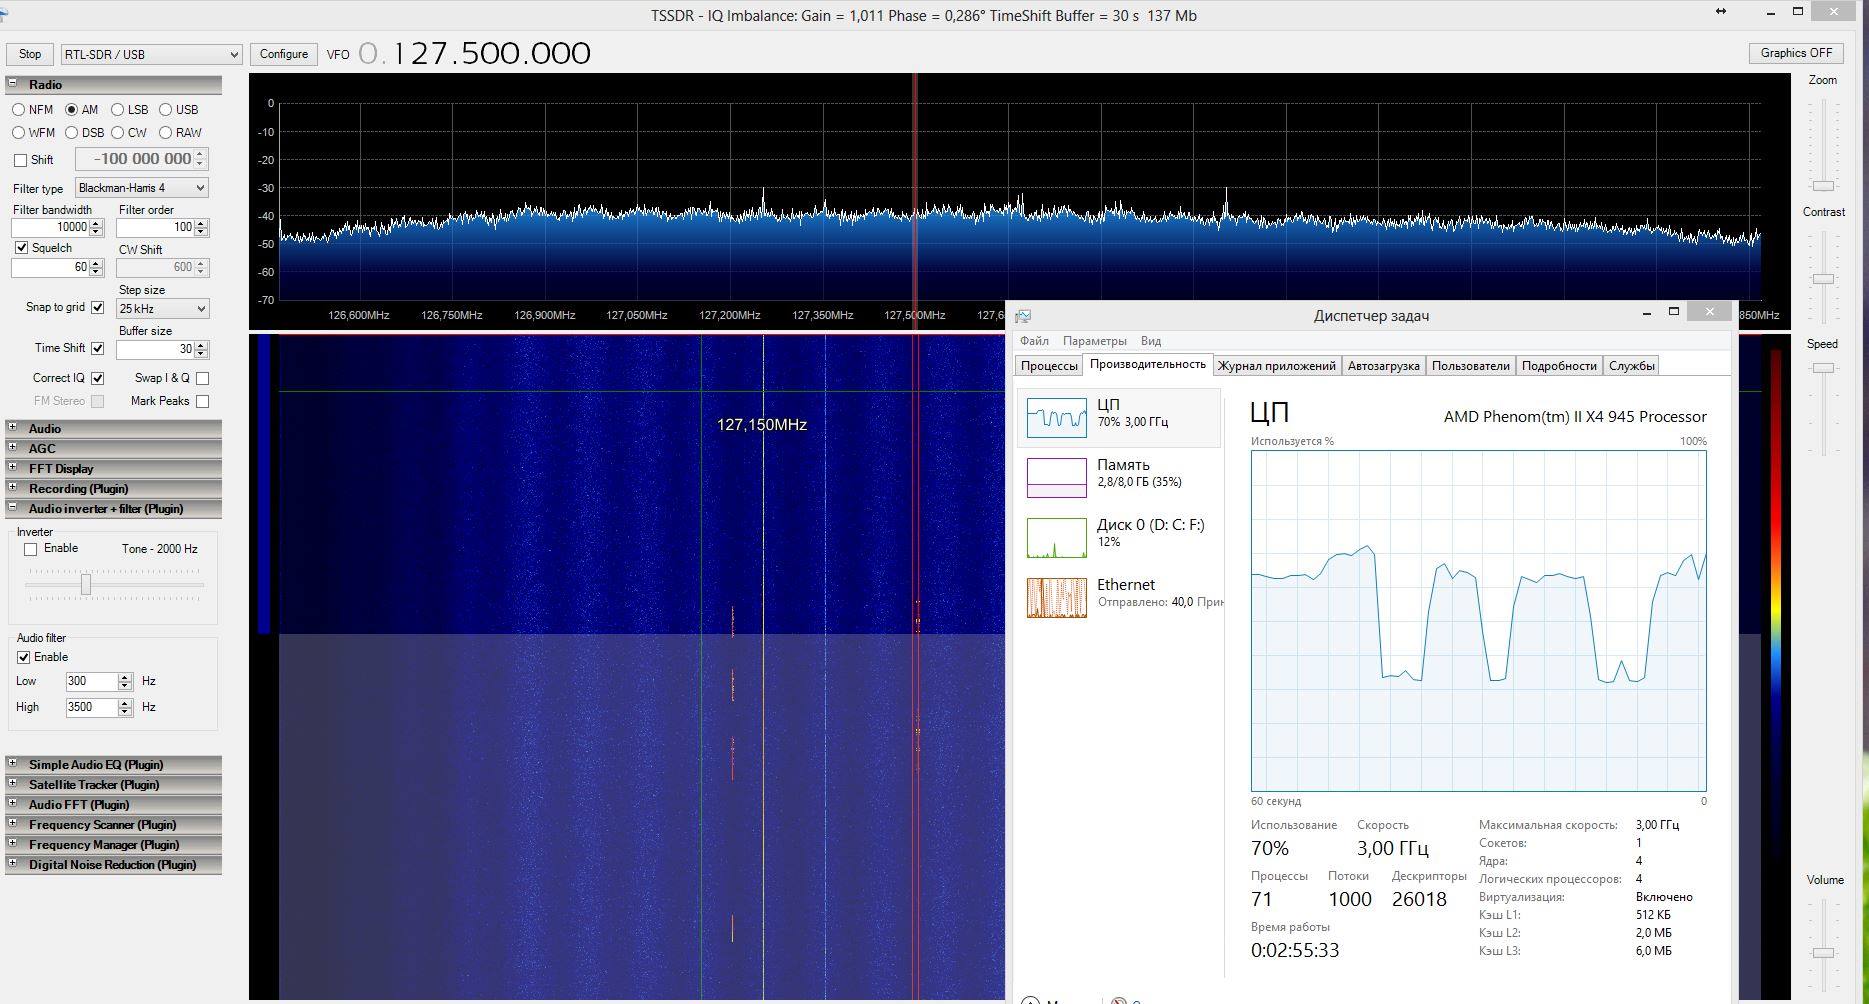 TSSDR - IQ Imbalance: Gain = 1,011 Phase = 0,286° TimeShift Buffer = 30 s 137 Mb
Stop
RTL-SDR / USB
Configure
VFO
0.127.500.000
Graphics OFF
Radio
NFM AM LSB USB
WFM DSB CW RAW
Shift -100 000 000
Filter type Blackman-Harris 4
Filter bandwidth Filter order
10000 100
Squelch CW Shift
60 600
Step size
Snap to grid 25 kHz
Buffer size
Time Shift 30
Correct IQ Swap I & Q
FM Stereo Mark Peaks
Audio
AGC
FFT Display
Recording (Plugin)
Audio inverter + filter (Plugin)
Inverter
Enable Tone - 2000 Hz
Audio filter
Enable
Low 300 Hz
High 3500 Hz
Simple Audio EQ (Plugin)
Satellite Tracker (Plugin)
Audio FFT (Plugin)
Frequency Scanner (Plugin)
Frequency Manager (Plugin)
Digital Noise Reduction (Plugin)
0
-10
-20
-30
-40
-50
-60
-70
126,600MHz 126,750MHz 126,900MHz 127,050MHz 127,200MHz 127,350MHz 127,500MHz 127,6 850MHz
127,150MHz
Zoom
Contrast
Speed
Volume
Диспетчер задач
Файл Параметры Вид
Процессы Производительность Журнал приложений Автозагрузка Пользователи Подробности Службы
ЦП
70% 3,00 ГГц
Память
2,8/8,0 ГБ (35%)
Диск 0 (D: C: F:)
12%
Ethernet
Отправлено: 40,0 Прин
ЦП AMD Phenom(tm) II X4 945 Processor
Используется % 100%
60 секунд 0
Использование Скорость
70% 3,00 ГГц
Процессы Потоки Дескрипторы
71 1000 26018
Время работы
0:02:55:33
Максимальная скорость: 3,00 ГГц
Сокетов: 1
Ядра: 4
Логических процессоров: 4
Виртуализация: Включено
Кэш L1: 512 КБ
Кэш L2: 2,0 МБ
Кэш L3: 6,0 МБ